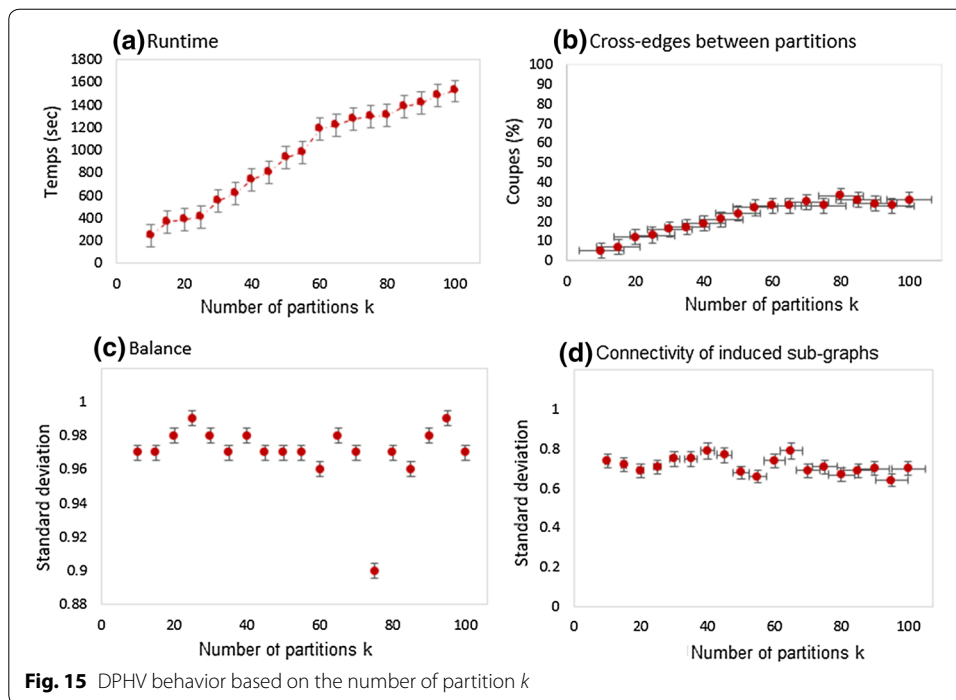 (a) Runtime
1800
1600
1400
1200
1000
800
600
400
200
0
Temps (sec)
0 20 40 60 80 100
Number of partitions k
(b) Cross-edges between partitions
100
90
80
70
60
50
40
30
20
10
0
Coupes (%)
0 20 40 60 80 100
Number of partitions k
(c) Balance
1
0.98
0.96
0.94
0.92
0.9
0.88
Standard deviation
0 20 40 60 80 100
Number of partitions k
(d) Connectivity of induced sub-graphs
1
0.8
0.6
0.4
0.2
0
Standard deviation
0 20 40 60 80 100
Number of partitions k
Fig. 15 DPHV behavior based on the number of partition k